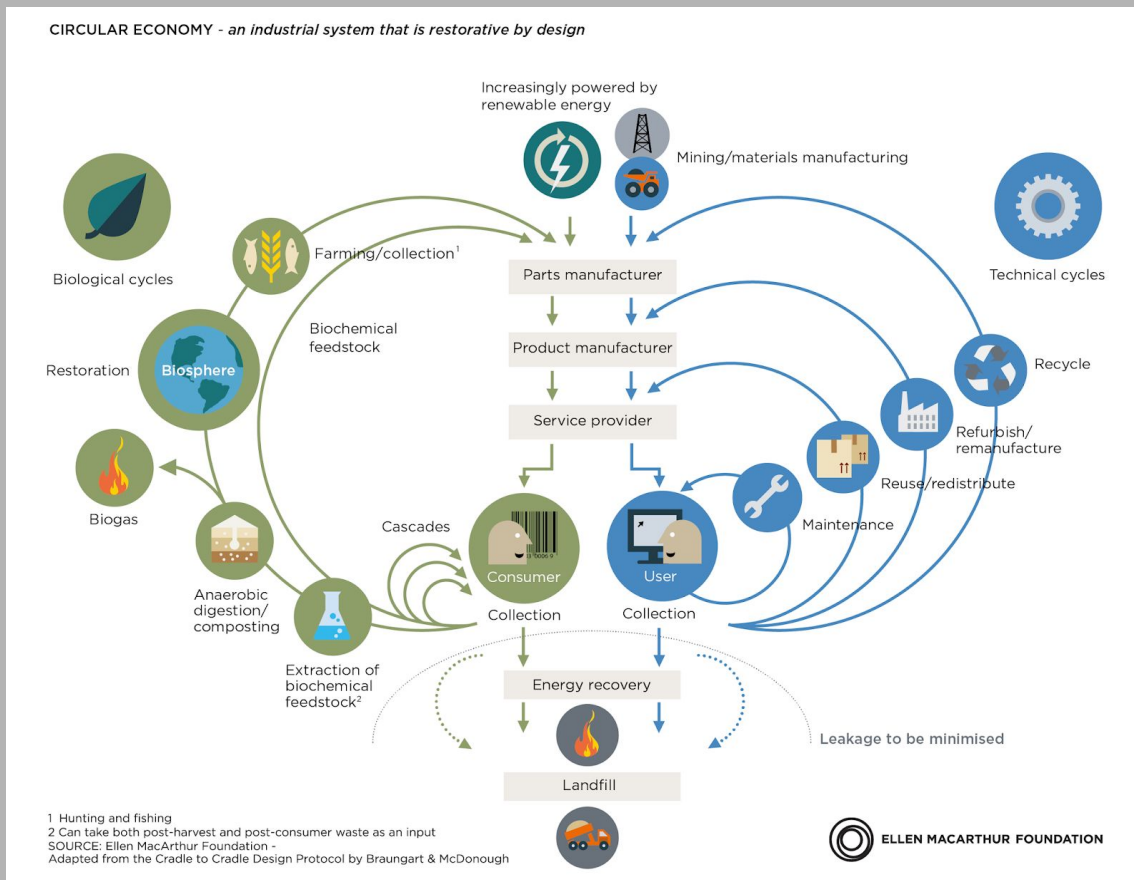 CIRCULAR ECONOMY - an industrial system that is restorative by design
Increasingly powered by
renewable energy
Mining/materials manufacturing
Biological cycles
Technical cycles
Farming/collection¹
Parts manufacturer
Biochemical
feedstock
Product manufacturer
Restoration
Biosphere
Recycle
Service provider
Refurbish/
remanufacture
Reuse/redistribute
Biogas
Cascades
Maintenance
Consumer
User
Anaerobic
digestion/
composting
Collection
Collection
Extraction of
biochemical
feedstock²
Energy recovery
Leakage to be minimised
Landfill
1 Hunting and fishing
2 Can take both post-harvest and post-consumer waste as an input
SOURCE: Ellen MacArthur Foundation -
Adapted from the Cradle to Cradle Design Protocol by Braungart & McDonough
ELLEN MACARTHUR FOUNDATION